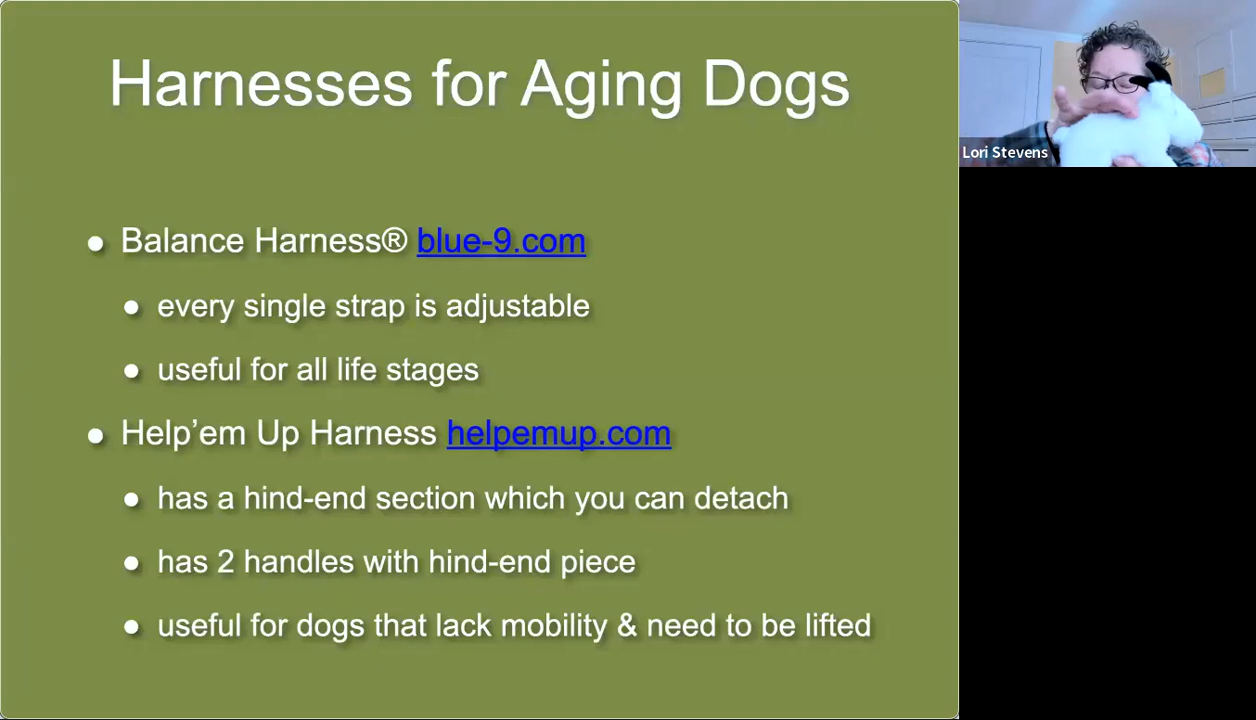 Harnesses for Aging Dogs
Lori Stevens
● Balance Harness® blue-9.com
● every single strap is adjustable
● useful for all life stages
● Help’em Up Harness helpemup.com
● has a hind-end section which you can detach
● has 2 handles with hind-end piece
● useful for dogs that lack mobility & need to be lifted